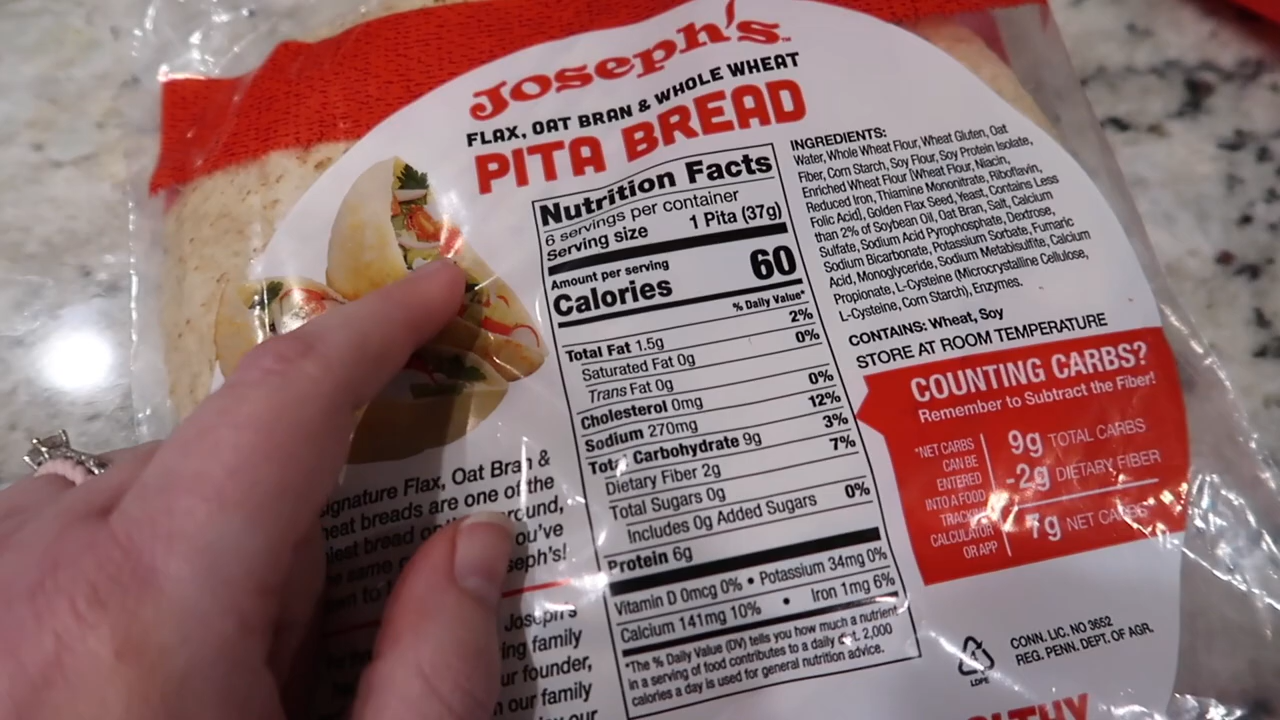 Joseph's™
FLAX, OAT BRAN & WHOLE WHEAT
PITA BREAD
Nutrition Facts
6 servings per container
Serving size 1 Pita (37g)
Amount per serving
Calories 60
% Daily Value*
Total Fat 1.5g 2%
Saturated Fat 0g 0%
Trans Fat 0g
Cholesterol 0mg 0%
Sodium 270mg 12%
Total Carbohydrate 9g 3%
Dietary Fiber 2g 7%
Total Sugars 0g
Includes 0g Added Sugars 0%
Protein 6g
Vitamin D 0mcg 0% • Potassium 34mg 0%
Calcium 141mg 10% • Iron 1mg 6%
*The % Daily Value (DV) tells you how much a nutrient
in a serving of food contributes to a daily diet. 2,000
calories a day is used for general nutrition advice.
INGREDIENTS:
Water, Whole Wheat Flour, Wheat Gluten, Oat
Fiber, Corn Starch, Soy Flour, Soy Protein Isolate,
Enriched Wheat Flour [Wheat Flour, Niacin,
Reduced Iron, Thiamine Mononitrate, Riboflavin,
Folic Acid], Golden Flax Seed, Yeast, Contains Less
than 2% of Soybean Oil, Oat Bran, Salt, Calcium
Sulfate, Sodium Acid Pyrophosphate, Dextrose,
Sodium Bicarbonate, Potassium Sorbate, Fumaric
Acid, Monoglyceride, Sodium Metabisulfite, Calcium
Propionate, L-Cysteine (Microcrystalline Cellulose,
L-Cysteine, Corn Starch), Enzymes.
CONTAINS: Wheat, Soy
STORE AT ROOM TEMPERATURE
COUNTING CARBS?
Remember to Subtract the Fiber!
*NET CARBS
CAN BE
ENTERED
INTO A FOOD
TRACKING
CALCULATOR
OR APP
9g TOTAL CARBS
-2g DIETARY FIBER
7g NET CARBS
CONN. LIC. NO 3652
REG. PENN. DEPT. OF AGR.
LDPE
Flax, Oat Bran &
breads are one of the
bread
same
Joseph's
family
founder,
our family
our